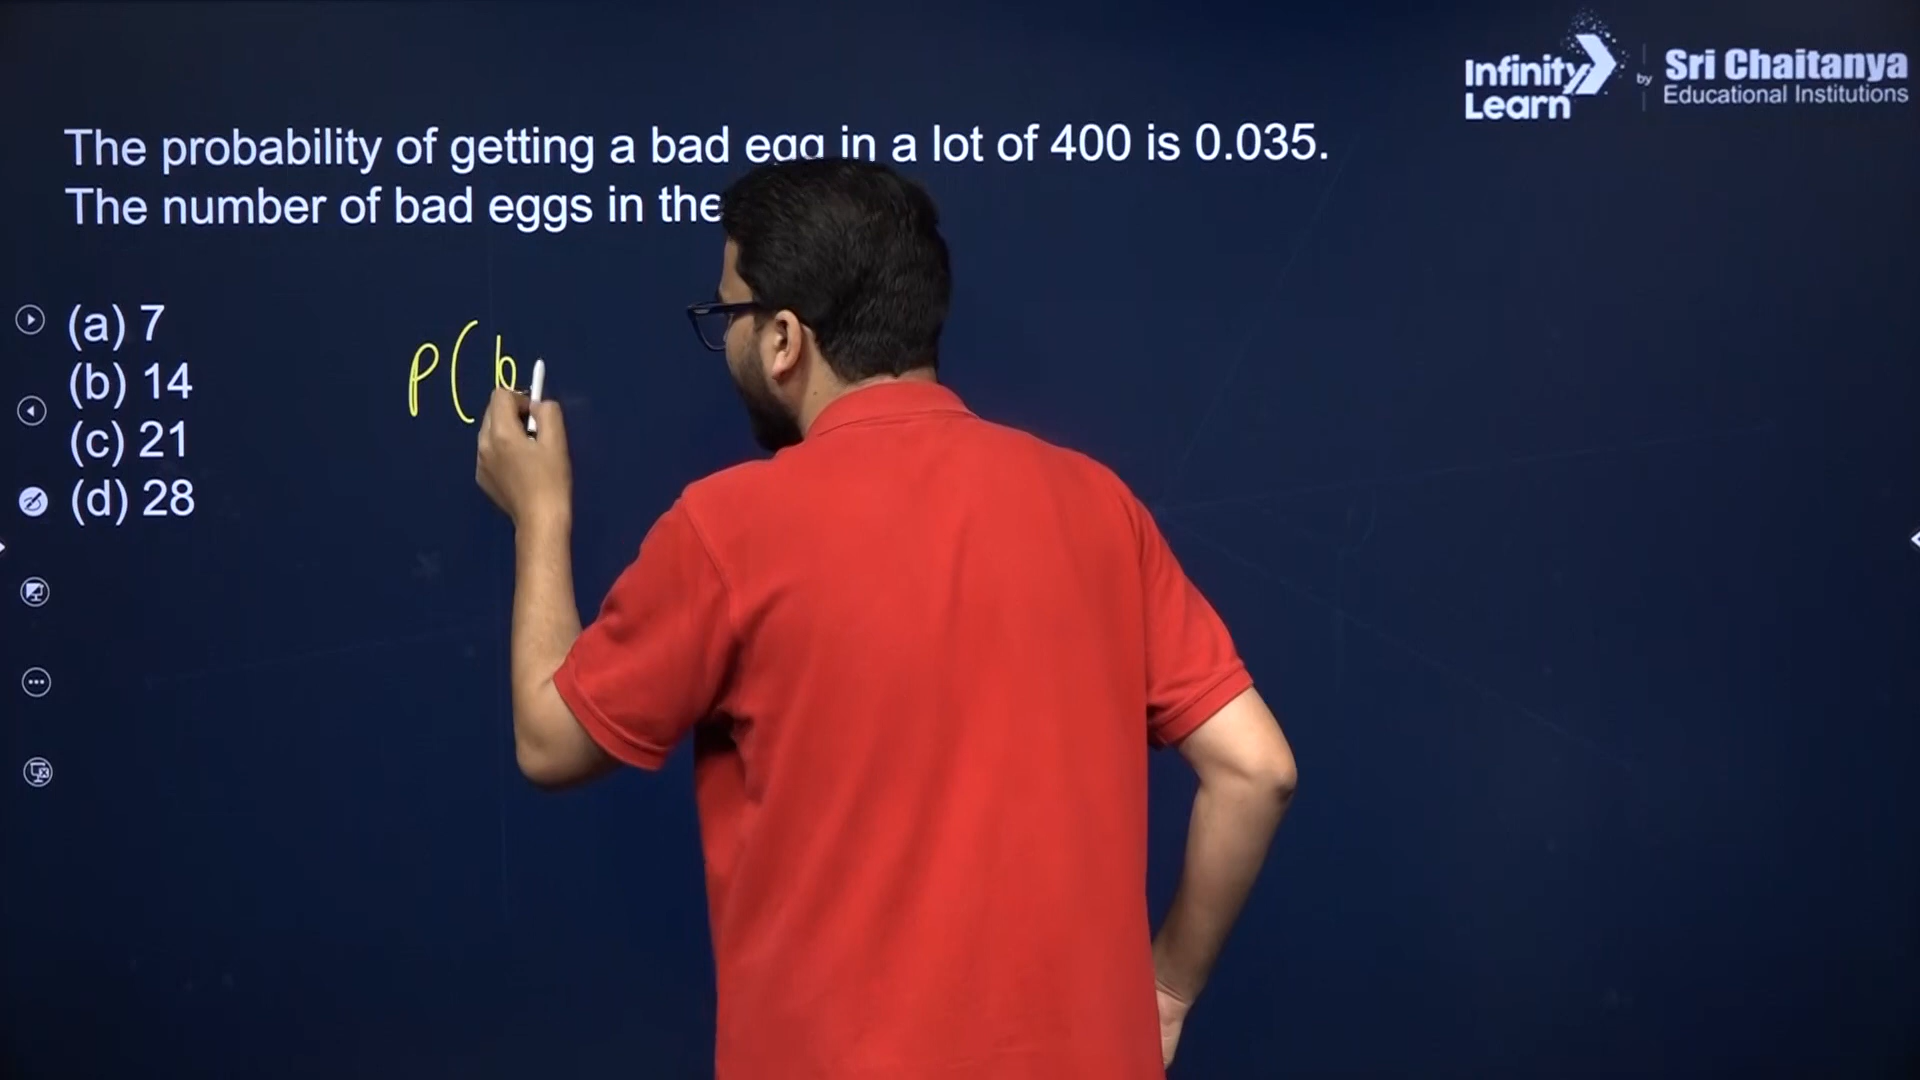 Infinity Learn by Sri Chaitanya Educational Institutions
The probability of getting a bad egg in a lot of 400 is 0.035.
The number of bad eggs in the
(a) 7
(b) 14
(c) 21
(d) 28
P(b